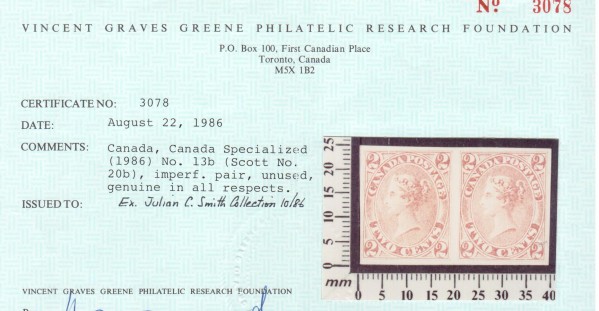 Nº 3078
VINCENT GRAVES GREENE PHILATELIC RESEARCH FOUNDATION
P.O. Box 100, First Canadian Place
Toronto, Canada
M5X 1B2
CERTIFICATE NO: 3078
DATE: August 22, 1986
COMMENTS: Canada, Canada Specialized
(1986) No. 13b (Scott No.
20b), imperf. pair, unused,
genuine in all respects.
ISSUED TO: Ex. Julian C. Smith Collection 10/86
CANADA POSTAGE CANADA POSTAGE
2 2 2 2
2 2 2 2
TWO CENTS TWO CENTS
25
20
15
10
5
0
mm 0 5 10 15 20 25 30 35 40
VINCENT GRAVES GREENE PHILATELIC RESEARCH FOUNDATION